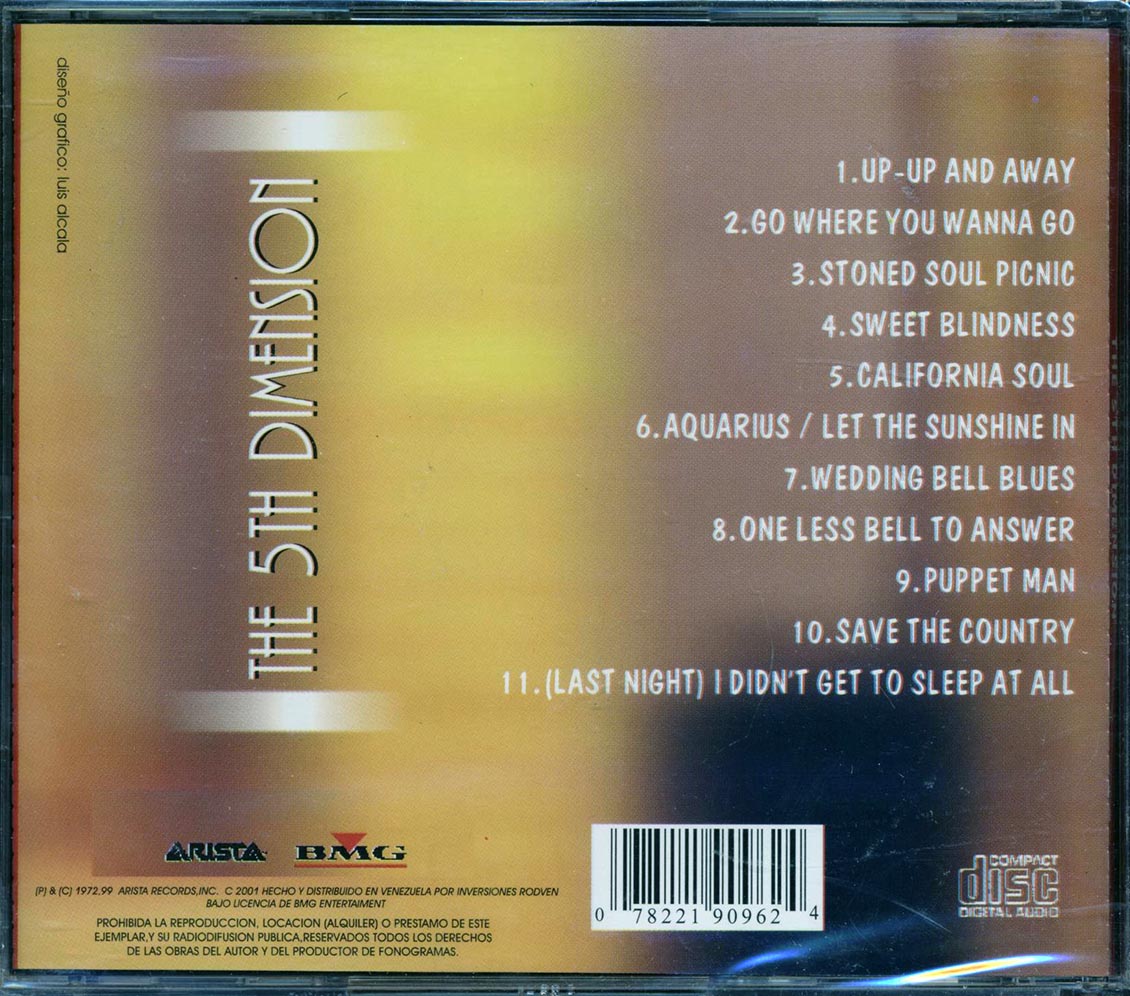 diseño grafico: luis alcala
THE 5TH DIMENSION
1.UP-UP AND AWAY
2.GO WHERE YOU WANNA GO
3.STONED SOUL PICNIC
4.SWEET BLINDNESS
5.CALIFORNIA SOUL
6.AQUARIUS / LET THE SUNSHINE IN
7.WEDDING BELL BLUES
8.ONE LESS BELL TO ANSWER
9.PUPPET MAN
10.SAVE THE COUNTRY
11.(LAST NIGHT) I DIDN'T GET TO SLEEP AT ALL
ARISTA BMG
(P) & (C) 1972.99 ARISTA RECORDS,INC. C 2001 HECHO Y DISTRIBUIDO EN VENEZUELA POR INVERSIONES RODVEN
BAJO LICENCIA DE BMG ENTERTAIMENT
PROHIBIDA LA REPRODUCCION, LOCACION (ALQUILER) O PRESTAMO DE ESTE
EJEMPLAR,Y SU RADIODIFUSION PUBLICA,RESERVADOS TODOS LOS DERECHOS
DE LAS OBRAS DEL AUTOR Y DEL PRODUCTOR DE FONOGRAMAS.
0 78221 90962 4
COMPACT
disc
DIGITAL AUDIO